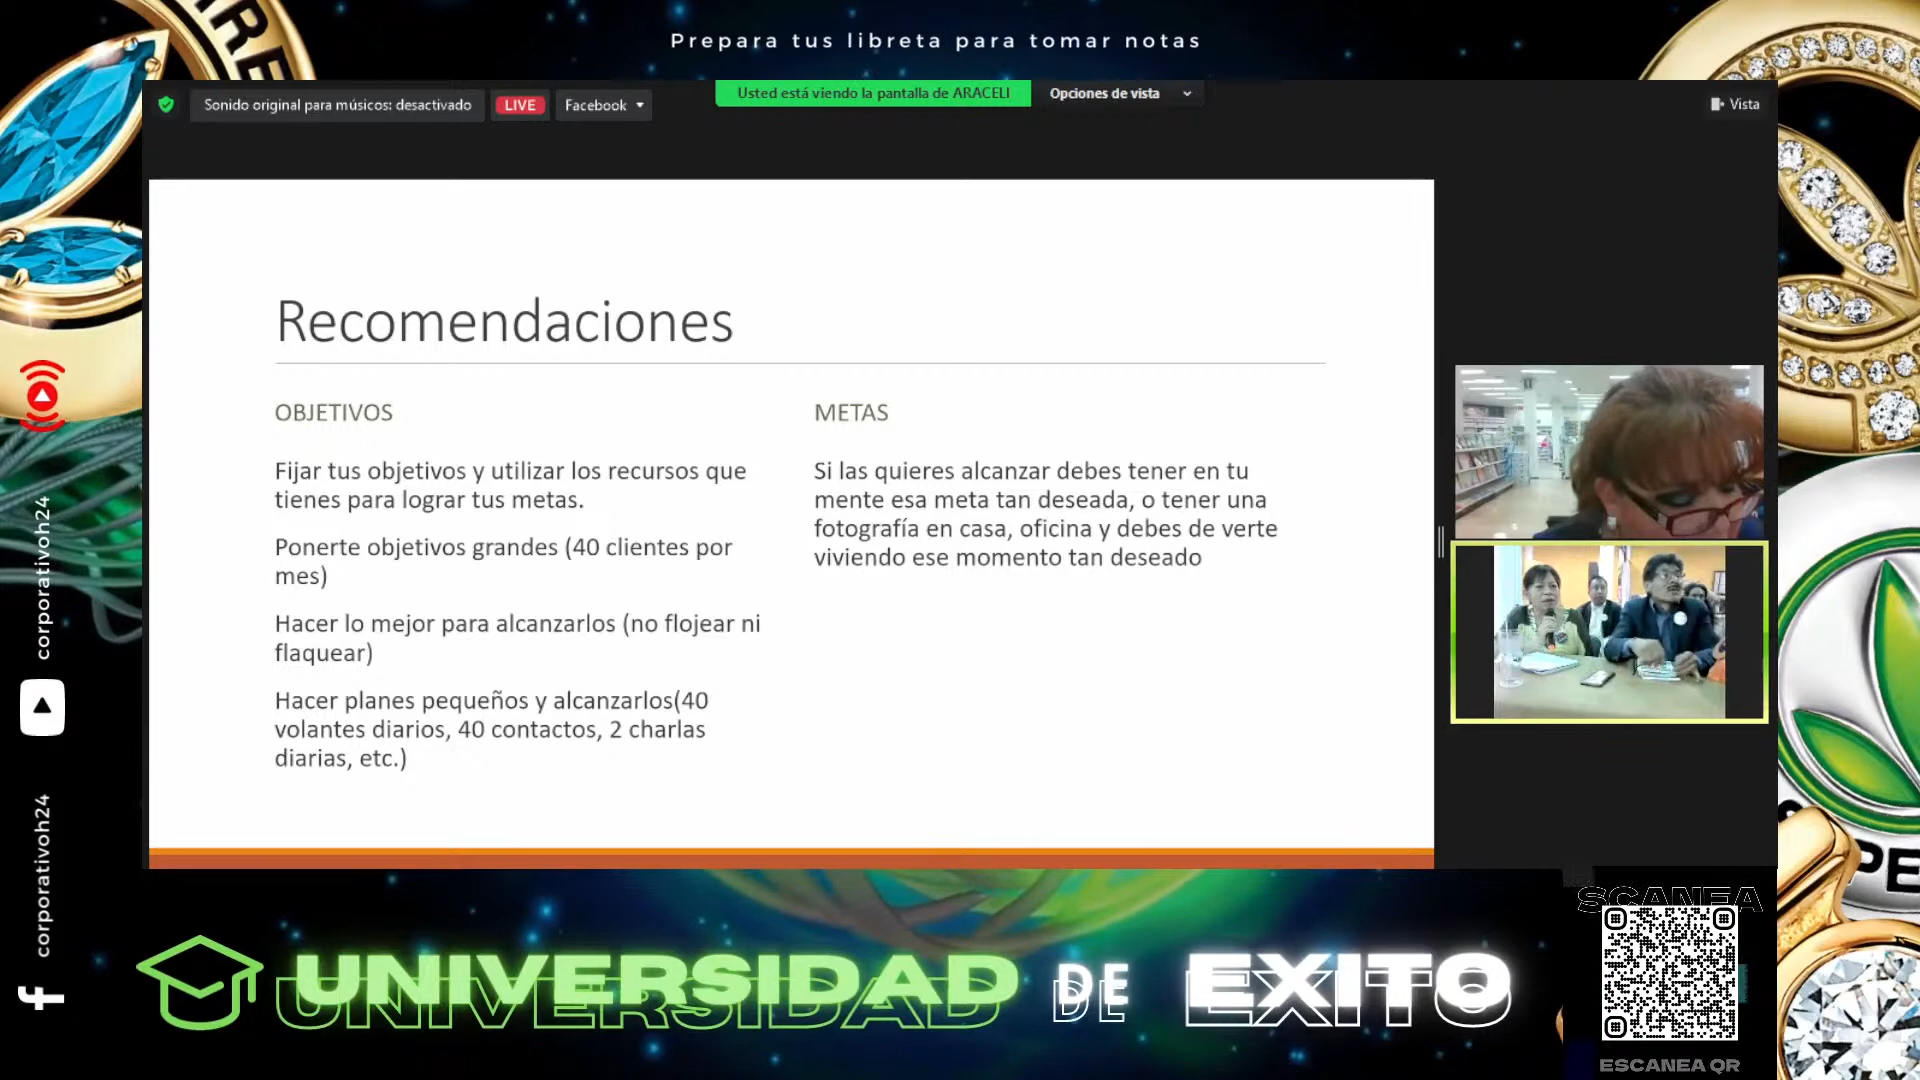 Prepara tus libreta para tomar notas
Sonido original para músicos: desactivado
LIVE
Facebook
Usted está viendo la pantalla de ARACELI
Opciones de vista
Vista
Recomendaciones
OBJETIVOS
Fijar tus objetivos y utilizar los recursos que
tienes para lograr tus metas.
Ponerte objetivos grandes (40 clientes por
mes)
Hacer lo mejor para alcanzarlos (no flojear ni
flaquear)
Hacer planes pequeños y alcanzarlos(40
volantes diarios, 40 contactos, 2 charlas
diarias, etc.)
METAS
Si las quieres alcanzar debes tener en tu
mente esa meta tan deseada, o tener una
fotografía en casa, oficina y debes de verte
viviendo ese momento tan deseado
corporativoh24
corporativoh24
UNIVERSIDAD DE EXITO
SCANEA
ESCANEA QR